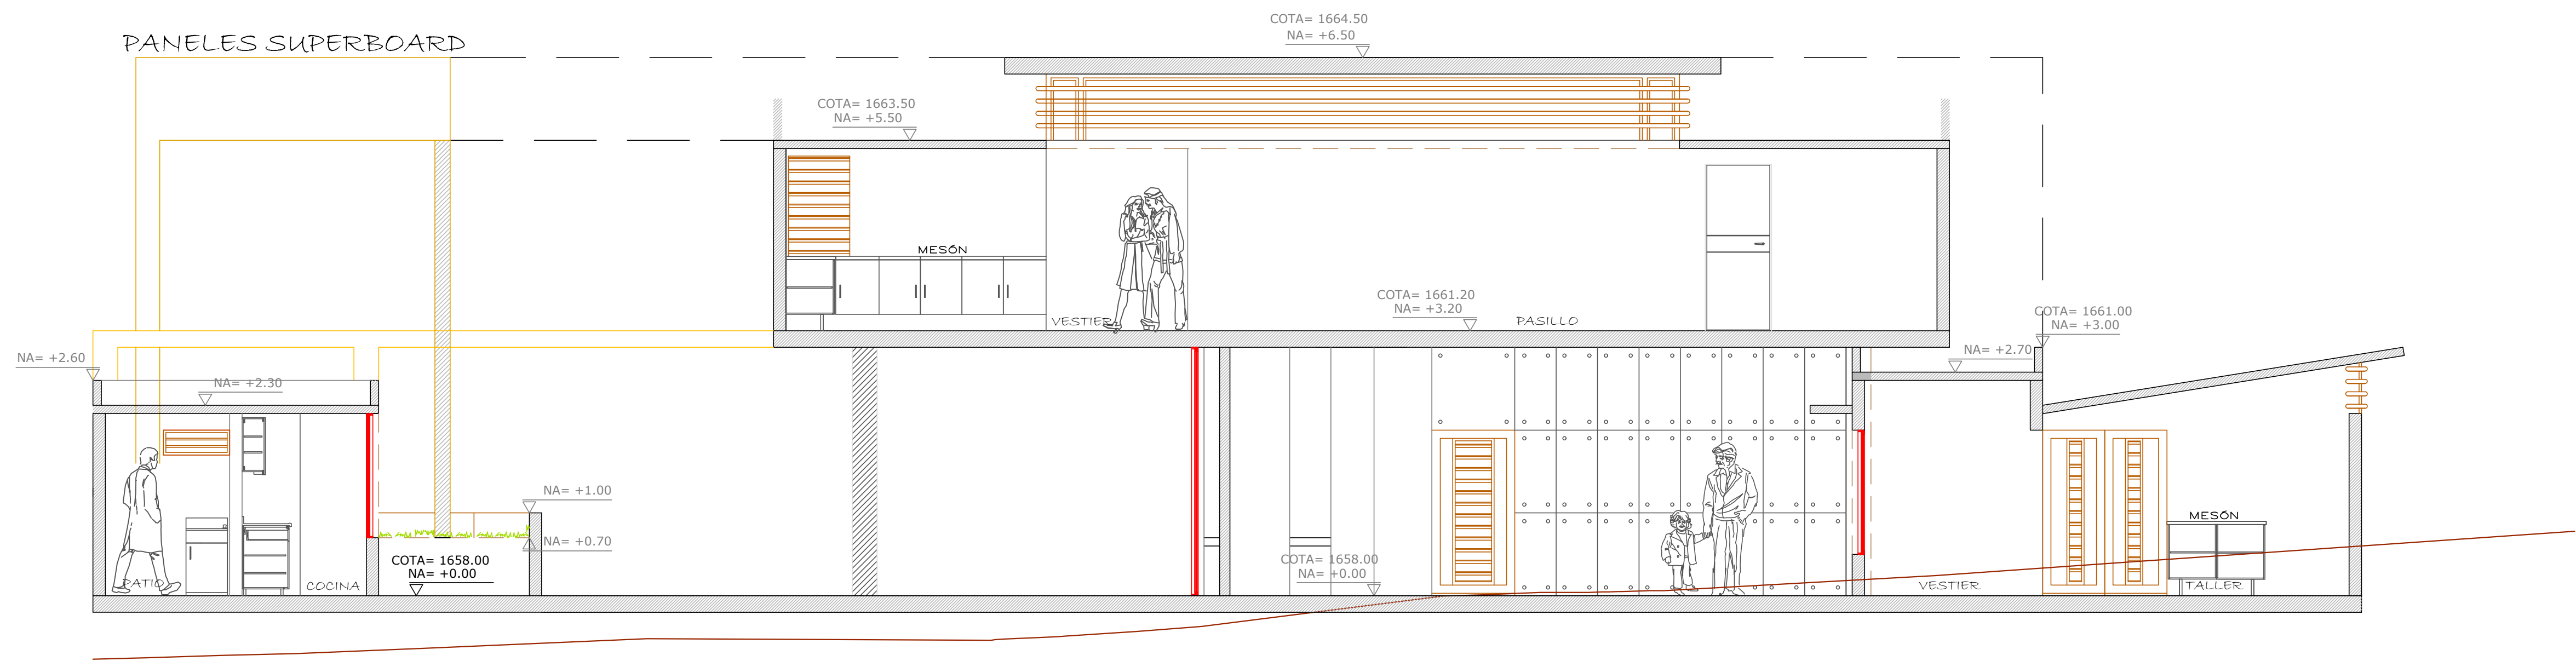 COTA= 1664.50
NA= +6.50
PANELES SUPERBOARD
COTA= 1663.50
NA= +5.50
MESÓN
COTA= 1661.20
NA= +3.20
VESTIER
PASILLO
COTA= 1661.00
NA= +3.00
NA= +2.60
NA= +2.70
NA= +2.30
NA= +1.00
MESÓN
NA= +0.70
COTA= 1658.00
NA= +0.00
COTA= 1658.00
NA= +0.00
PATIO
COCINA
VESTIER
TALLER